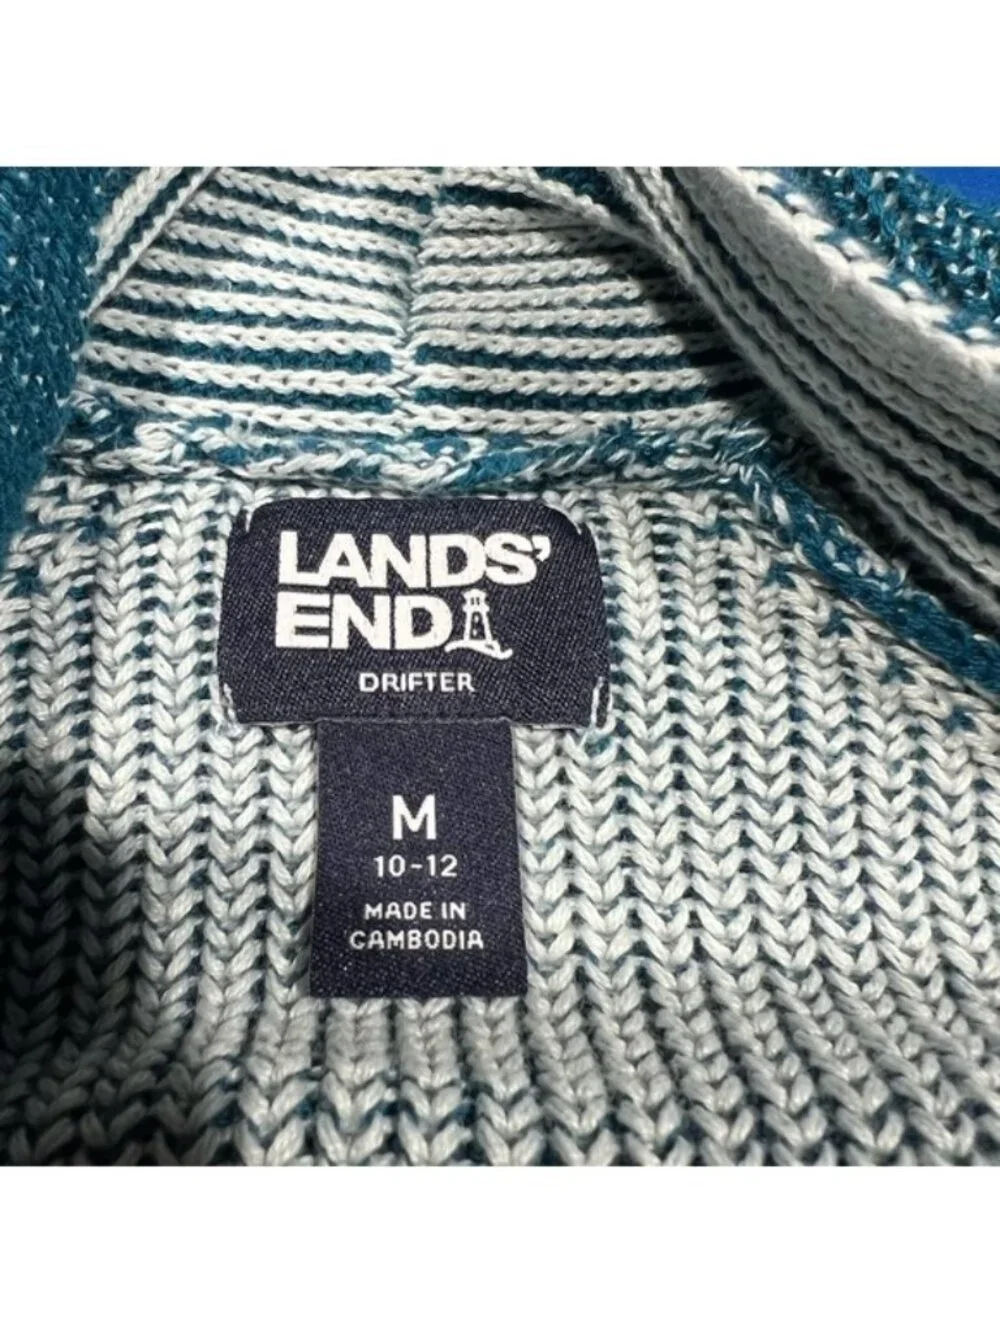 LANDS'
END
DRIFTER
M
10-12
MADE IN
CAMBODIA